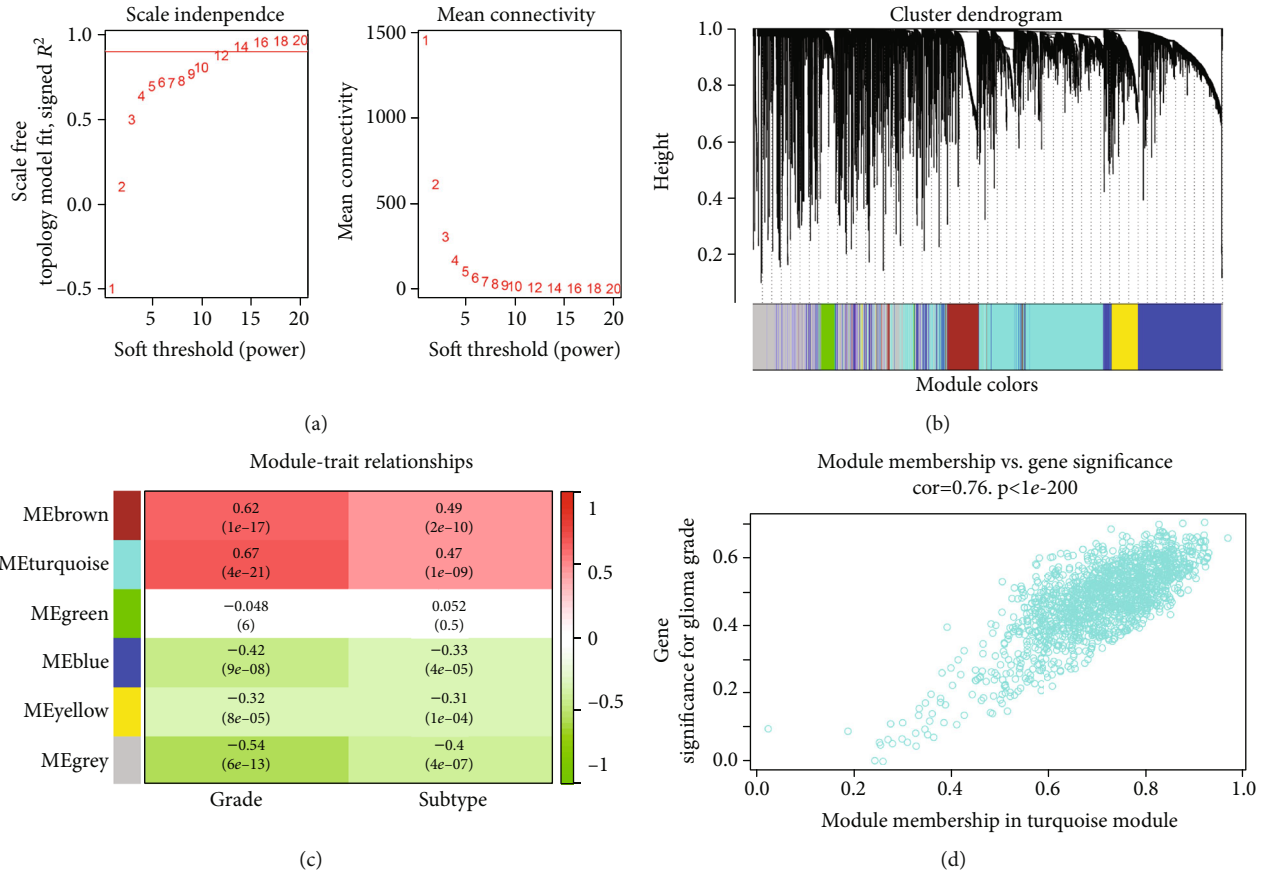 Scale indenpendce
Scale free
topology model fit, signed R²
1.0
0.5
0.0
−0.5
1
2
3
4
5
6
7
8
9
10
12
14
16
18
20
5
10
15
20
Soft threshold (power)
Mean connectivity
Mean connectivity
1500
1000
500
0
1
2
3
4
5
6
7
8
9
10
12
14
16
18
20
5
10
15
20
Soft threshold (power)
(a)
Cluster dendrogram
Height
1.0
0.8
0.6
0.4
0.2
Module colors
(b)
Module-trait relationships
MEbrown
0.62
(1e–17)
0.49
(2e–10)
MEturquoise
0.67
(4e–21)
0.47
(1e–09)
MEgreen
−0.048
(6)
0.052
(0.5)
MEblue
−0.42
(9e–08)
−0.33
(4e–05)
MEyellow
−0.32
(8e–05)
−0.31
(1e–04)
MEgrey
−0.54
(6e–13)
−0.4
(4e–07)
Grade
Subtype
1
0.5
0
−0.5
−1
(c)
Module membership vs. gene significance
cor=0.76. p<1e-200
Gene
significance for glioma grade
0.6
0.4
0.2
0.0
0.0
0.2
0.4
0.6
0.8
1.0
Module membership in turquoise module
(d)